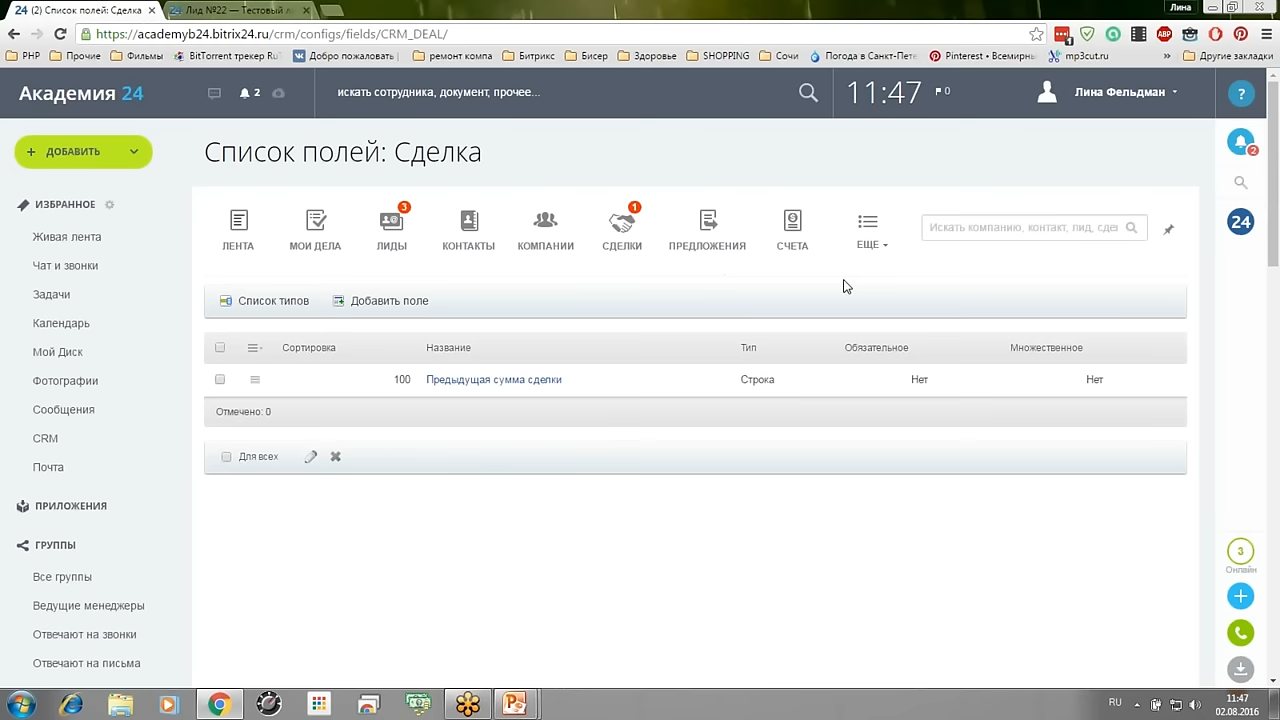 24 (5) Список полей: Сделка
24 Лид №22 — Тестовый л
Лина
https://academyb24.bitrix24.ru/crm/configs/fields/CRM_DEAL/
PHP
Прочие
Фильмы
BitTorrent трекер RuT
Добро пожаловать |
ремонт компа
Битрикс
Бисер
Здоровье
SHOPPING
Сочи
Погода в Санкт-Пете
Pinterest • Всемирны
mp3cut.ru
»
Другие закладки
Академия 24
2
искать сотрудника, документ, прочее...
11:47
0
Лина Фельдман
?
+ ДОБАВИТЬ
Список полей: Сделка
2
24
ИЗБРАННОЕ
Живая лента
Чат и звонки
Задачи
Календарь
Мой Диск
Фотографии
Сообщения
CRM
Почта
ПРИЛОЖЕНИЯ
ГРУППЫ
Все группы
Ведущие менеджеры
Отвечают на звонки
Отвечают на письма
ЛЕНТА
МОИ ДЕЛА
3
ЛИДЫ
КОНТАКТЫ
КОМПАНИИ
1
СДЕЛКИ
ПРЕДЛОЖЕНИЯ
СЧЕТА
ЕЩЕ
Искать компанию, контакт, лид, сдел
Список типов
Добавить поле
Сортировка Название Тип Обязательное Множественное
100 Предыдущая сумма сделки Строка Нет Нет
Отмечено: 0
Для всех
3
Онлайн
RU
11:47
02.08.2016